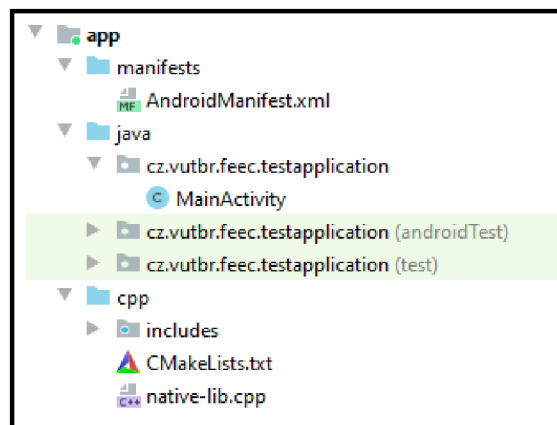 app
manifests
MF AndroidManifest.xml
java
cz.vutbr.feec.testapplication
C MainActivity
cz.vutbr.feec.testapplication (androidTest)
cz.vutbr.feec.testapplication (test)
cpp
includes
CMakeLists.txt
C++ native-lib.cpp